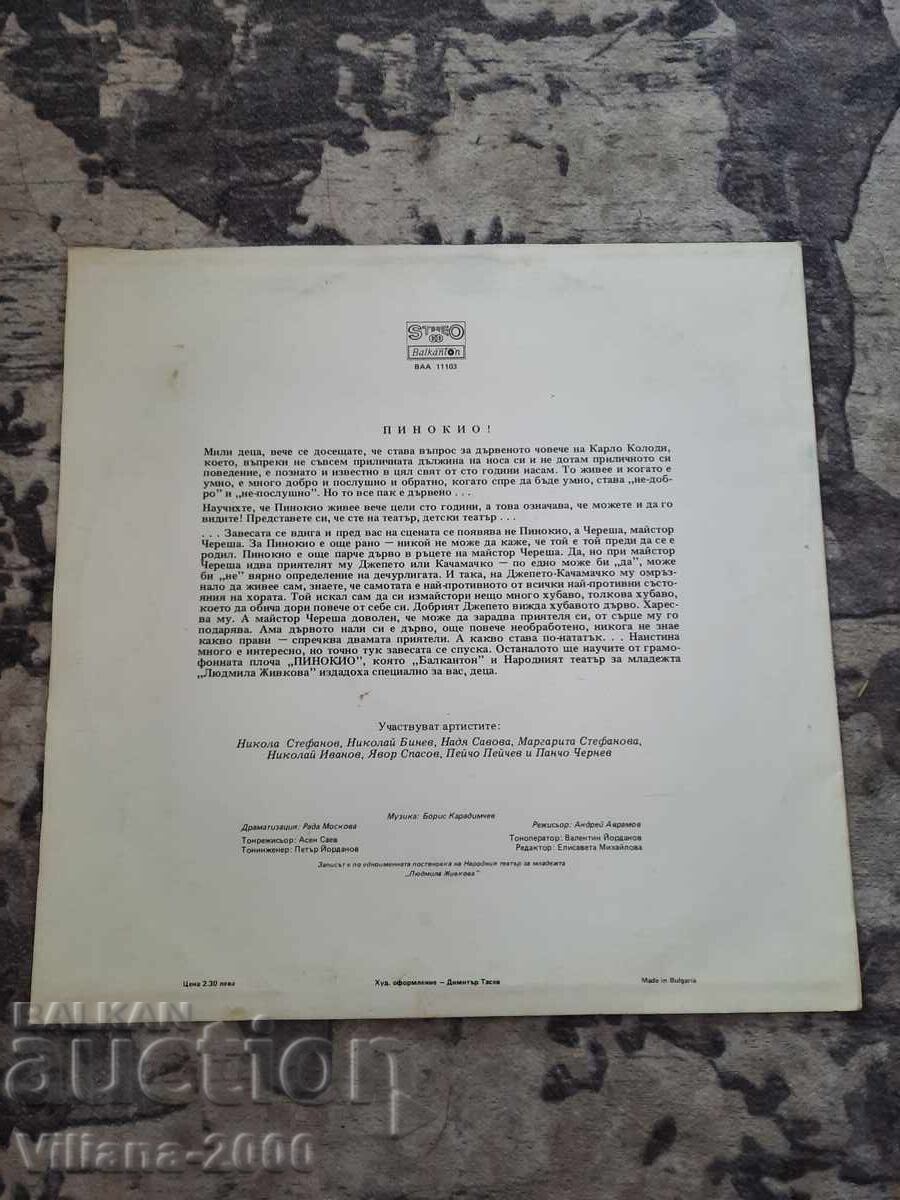 STEREO
Balkanton
ВАА 11103
ПИНОКИО!
Мили деца, вече се досещате, че става въпрос за дървеното човече на Карло Колоди,
което, въпреки не съвсем приличната дължина на носа си и не дотам приличното си
поведение, е познато и известно в цял свят от сто години насам. То живее и когато е
умно, е много добро и послушно и обратно, когато спре да бъде умно, става „не-доб-
ро" и „не-послушно". Но то все пак е дървено . . .
Научихте, че Пинокио живее вече цели сто години, а това означава, че можете и да го
видите! Представете си, че сте на театър, детски театър . . .
. . . Завесата се вдига и пред вас на сцената се появява не Пинокио, а Череша, майстор
Череша. За Пинокио е още рано — никой не може да каже, че той е той преди да се е
родил. Пинокио е още парче дърво в ръцете на майстор Череша. Да, но при майстор
Череша идва приятелят му Джепето или Качамачко — по едно може би „да", може
би „не" вярно определение на дечурлигата. И така, на Джепето-Качамачко му омръз-
нало да живее сам, знаете, че самотата е най-противното от всички най-противни състо-
яния на хората. Той искал сам да си измайстори нещо много хубаво, толкова хубаво,
което да обича дори повече от себе си. Добрият Джепето вижда хубавото дърво. Харес-
ва му. А майстор Череша доволен, че може да зарадва приятеля си, от сърце му го
подарява. Ама дървото нали си е дърво, още повече необработено, никога не знае
какво прави — спречква двамата приятели. А какво става по-нататък. . . Наистина
много е интересно, но точно тук завесата се спуска. Останалото ще научите от грамо-
фонната плоча „ПИНОКИО", която „Балкантон" и Народният театър за младежта
„Людмила Живкова" издадоха специално за вас, деца.
Участвуват артистите:
Никола Стефанов, Николай Бинев, Надя Савова, Маргарита Стефанова,
Николай Иванов, Явор Спасов, Пейчо Пейчев и Панчо Чернев
Музика: Борис Карадимчев
Драматизация: Рада Москова Режисьор: Андрей Аврамов
Тонрежисьор: Асен Саев Тоноператор: Валентин Йорданов
Тонинженер: Петър Йорданов Редактор: Елисавета Михайлова
Записът е по едноименната постановка на Народния театър за младежта
„Людмила Живкова"
Цена 2.30 лева Худ. оформление — Димитър Тасев Made in Bulgaria
BALKAN
auction
Viliana-2000